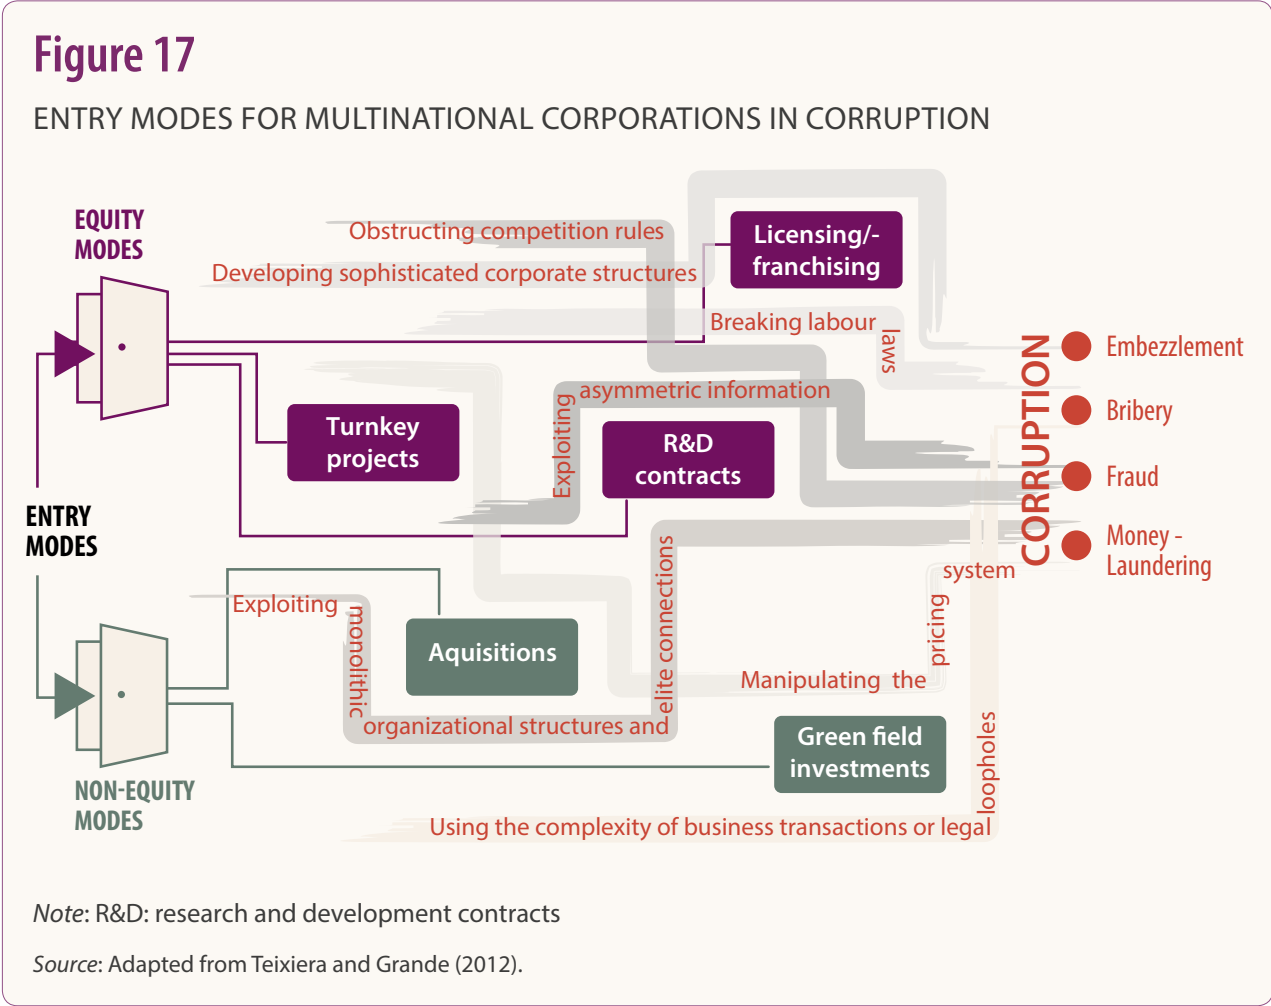 Figure 17
ENTRY MODES FOR MULTINATIONAL CORPORATIONS IN CORRUPTION
EQUITY
MODES
Obstructing competition rules
Developing sophisticated corporate structures
Licensing/-
franchising
Breaking labour
laws
Exploiting
asymmetric information
Turnkey
projects
R&D
contracts
ENTRY
MODES
Exploiting
monolithic
organizational structures and
elite connections
Aquisitions
Manipulating the
pricing
system
Green field
investments
NON-EQUITY
MODES
Using the complexity of business transactions or legal
loopholes
CORRUPTION
Embezzlement
Bribery
Fraud
Money -
Laundering
Note: R&D: research and development contracts
Source: Adapted from Teixiera and Grande (2012).